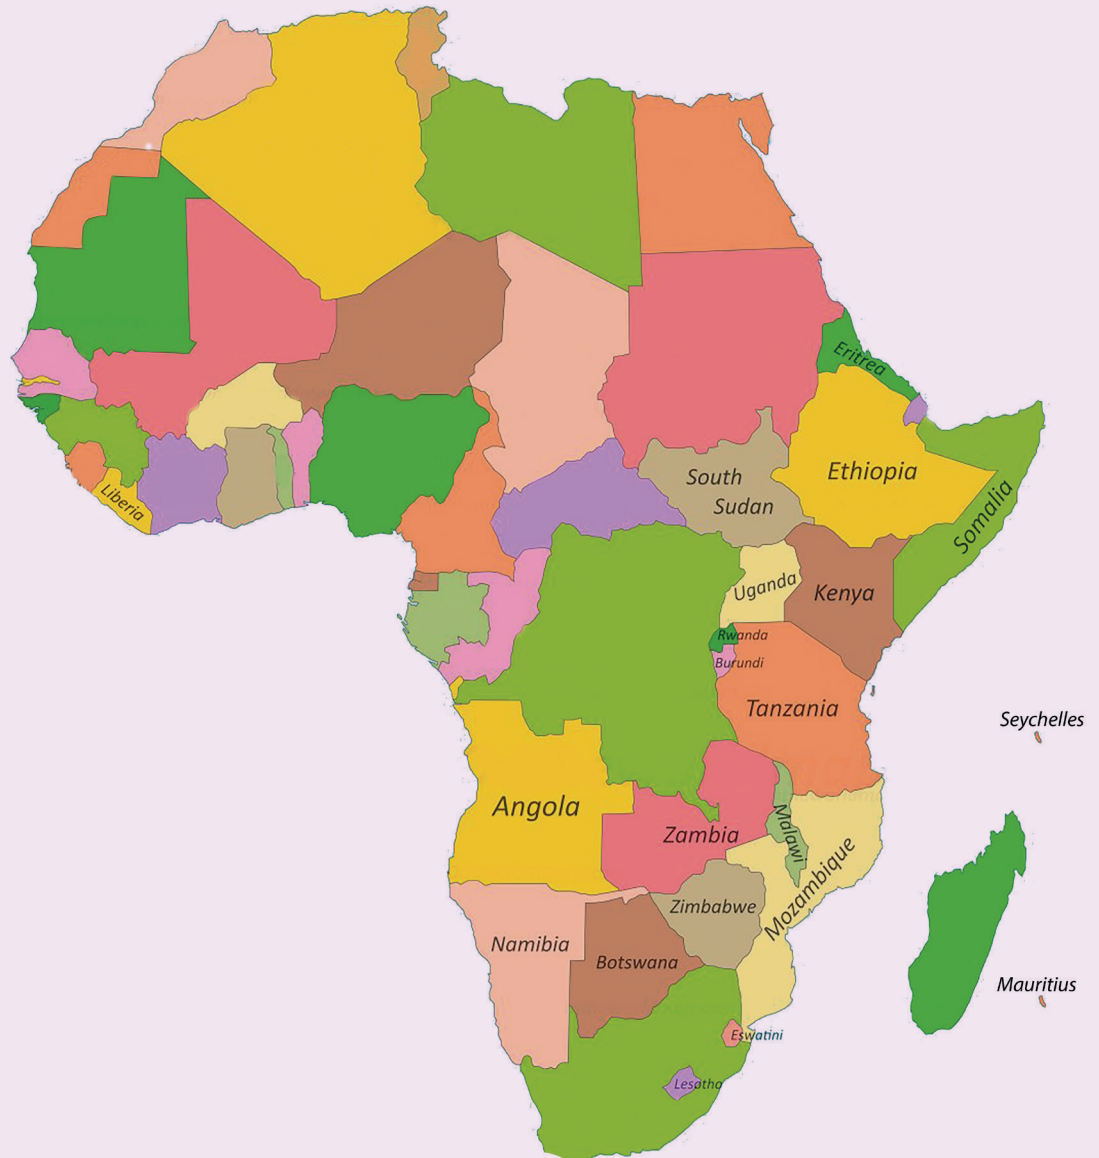 Eritrea
Liberia
South
Sudan
Ethiopia
Somalia
Uganda
Kenya
Rwanda
Burundi
Tanzania
Seychelles
Angola
Zambia
Malawi
Mozambique
Zimbabwe
Namibia
Botswana
Mauritius
Eswatini
Lesotho